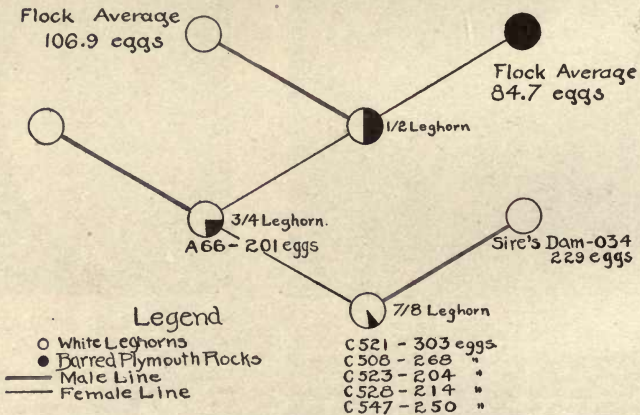 Flock Average
106.9 eggs
Flock Average
84.7 eggs
1/2 Leghorn
3/4 Leghorn.
A66-201 eggs
Sire's Dam-034
229 eggs
7/8 Leghorn
Legend
White Leghorns
Barred Plymouth Rocks
Male Line
Female Line
C521-303 eggs.
C508-268 "
C523-204 "
C528-214 "
C547-250 "